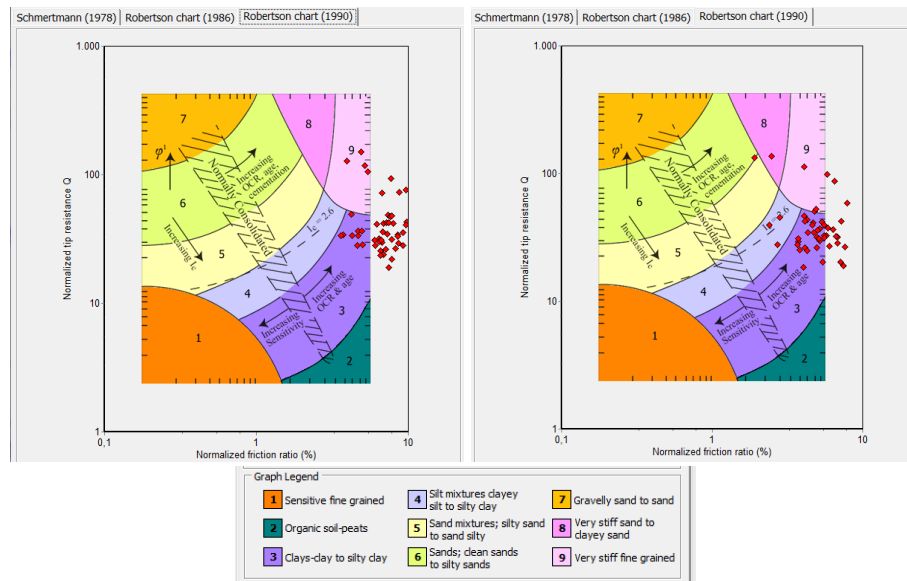 Schmertmann (1978) Robertson chart (1986) Robertson chart (1990)
1.000
100
10
1
0,1
1
10
Normalized tip resistance Q
Normalized friction ratio (%)
7
8
9
6
5
4
3
2
1
φ'
Increasing
OCR, age,
cementation
Normally Consolidated
Increasing Ic
Ic = 2.6
Increasing
OCR & age
Increasing
Sensitivity
Schmertmann (1978) Robertson chart (1986) Robertson chart (1990)
1.000
100
10
1
0,1
1
10
Normalized tip resistance Q
Normalized friction ratio (%)
7
8
9
6
5
4
3
2
1
φ'
Increasing
OCR, age,
cementation
Normally Consolidated
Increasing Ic
2.6
Increasing
OCR & age
Increasing
Sensitivity
Graph Legend
1 Sensitive fine grained
2 Organic soil-peats
3 Clays-clay to silty clay
4 Silt mixtures clayey
silt to silty clay
5 Sand mixtures; silty sand
to sand silty
6 Sands; clean sands
to silty sands
7 Gravelly sand to sand
8 Very stiff sand to
clayey sand
9 Very stiff fine grained